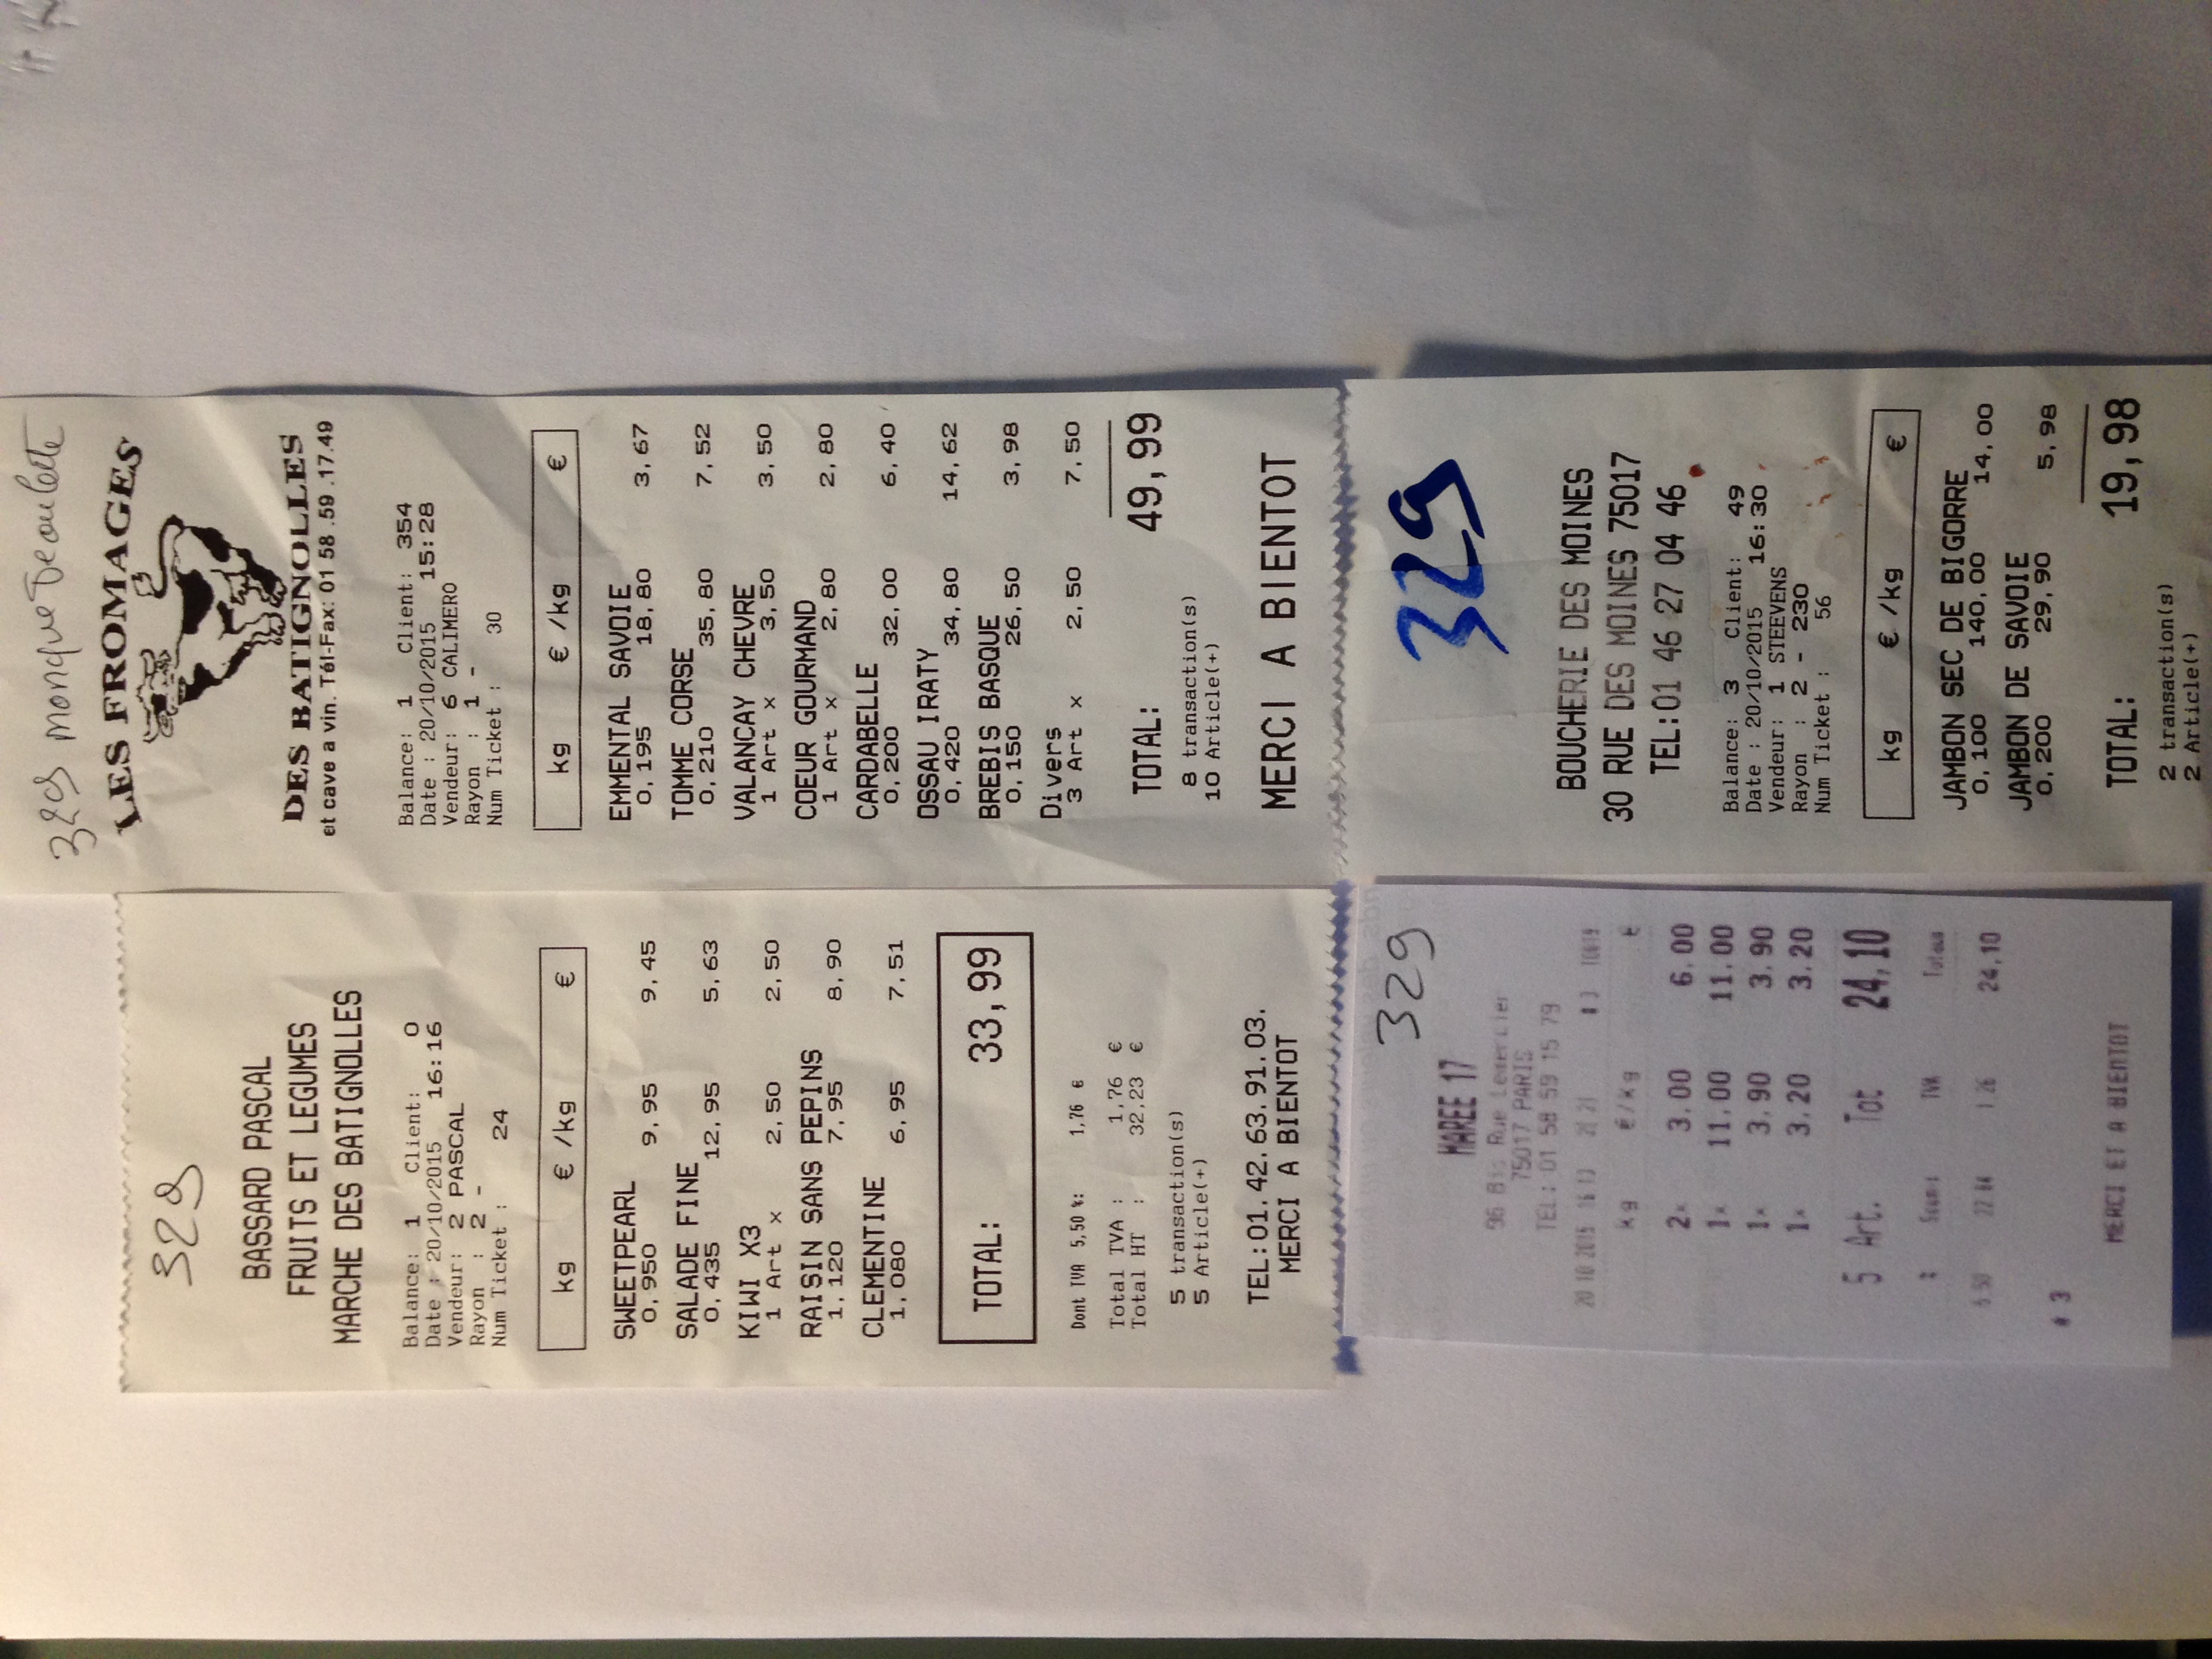 329
BASSARD PASCAL
FRUITS ET LEGUMES
MARCHE DES BATIGNOLLES
Balance: 1 Client: 0
Date : 20/10/2015 16:16
Vendeur: 2 PASCAL
Rayon : 2 -
Num Ticket : 24
kg € /kg €
SWEETPEARL
0,950 9,95 9,45
SALADE FINE
0,435 12,95 5,63
KIWI X3
1 Art x 2,50 2,50
RAISIN SANS PEPINS
1,120 7,95 8,90
CLEMENTINE
1,080 6,95 7,51
TOTAL: 33,99
Dont TVA 5,50 %: 1,76 €
Total TVA : 1,76 €
Total HT : 32,23 €
5 transaction(s)
5 Article(+)
TEL:01.42.63.91.03.
MERCI A BIENTOT
329 manque
LES FROMAGES
DES BATIGNOLLES
et cave a vin. Tél-Fax: 01 58 .59 .17.49
Balance: 1 Client: 354
Date : 20/10/2015 15:28
Vendeur: 6 CALIMERO
Rayon : 1 -
Num Ticket : 30
kg € /kg €
EMMENTAL SAVOIE
0,195 18,80 3,67
TOMME CORSE
0,210 35,80 7,52
VALANCAY CHEVRE
1 Art x 3,50 3,50
COEUR GOURMAND
1 Art x 2,80 2,80
CARDABELLE
0,200 32,00 6,40
OSSAU IRATY
0,420 34,80 14,62
BREBIS BASQUE
0,150 26,50 3,98
Divers
3 Art x 2,50 7,50
TOTAL: 49,99
8 transaction(s)
10 Article(+)
MERCI A BIENTOT
329
MAREE 17
96 Bis Rue Lemercier
75017 PARIS
TEL: 01 58 59 15 79
20 10 2015 16 13 # 3
kg €/kg €
2x 3.00 6.00
1x 11.00 11.00
1x 3.90 3.90
1x 3.20 3.20
5 Art. Tot 24,10
TVA
22.84 1.26 24,10
# 3
MERCI ET A BIENTOT
329
BOUCHERIE DES MOINES
30 RUE DES MOINES 75017
TEL:01 46 27 04 46
Balance: 3 Client: 49
Date : 20/10/2015 16:30
Vendeur: 1 STEEVENS
Rayon : 2 - 230
Num Ticket : 56
kg € /kg €
JAMBON SEC DE BIGORRE
0,100 140,00 14,00
JAMBON DE SAVOIE
0,200 29,90 5,98
TOTAL: 19,98
2 transaction(s)
2 Article(+)